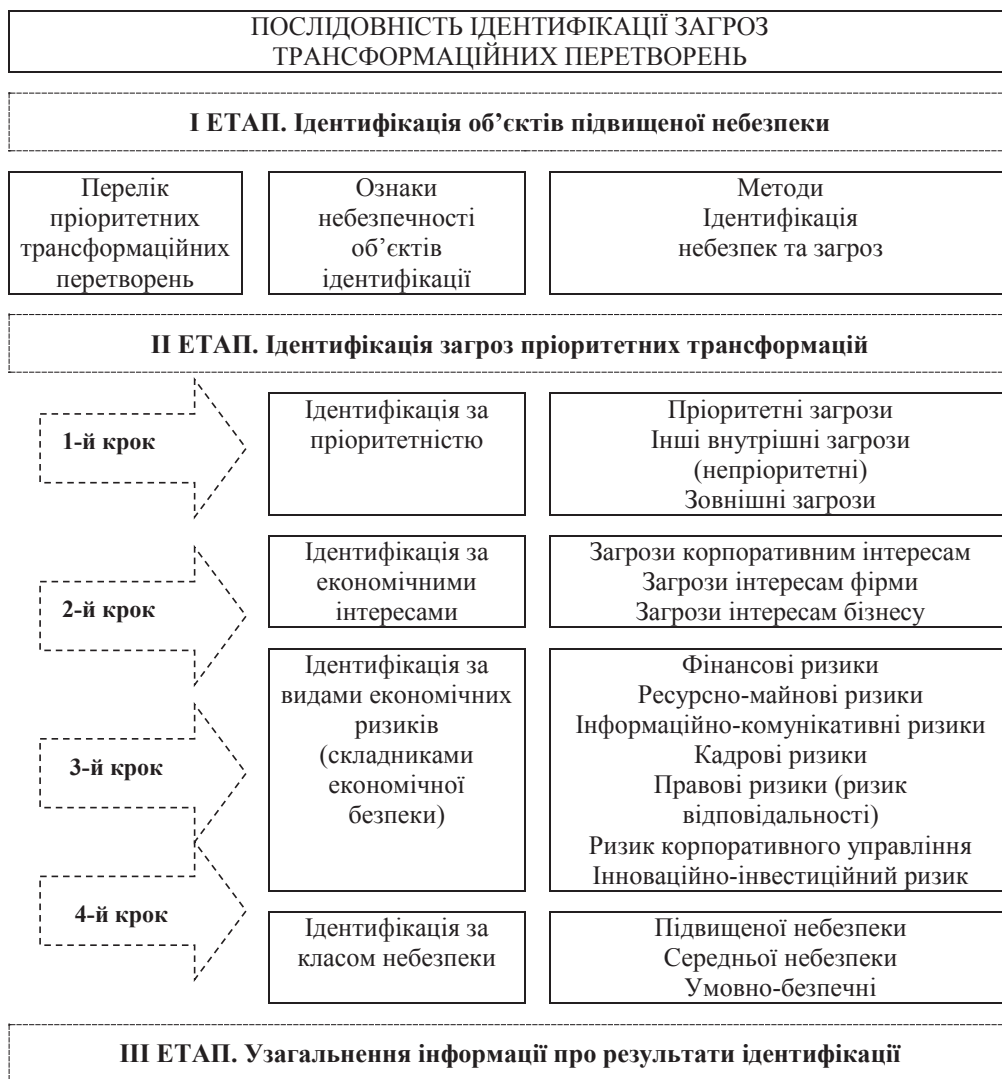 ПОСЛІДОВНІСТЬ ІДЕНТИФІКАЦІЇ ЗАГРОЗ
ТРАНСФОРМАЦІЙНИХ ПЕРЕТВОРЕНЬ
І ЕТАП. Ідентифікація об’єктів підвищеної небезпеки
Перелік
пріоритетних
трансформаційних
перетворень
Ознаки
небезпечності
об’єктів
ідентифікації
Методи
Ідентифікація
небезпек та загроз
ІІ ЕТАП. Ідентифікація загроз пріоритетних трансформацій
1-й крок
Ідентифікація за
пріоритетністю
Пріоритетні загрози
Інші внутрішні загрози
(непріоритетні)
Зовнішні загрози
2-й крок
Ідентифікація за
економічними
інтересами
Загрози корпоративним інтересам
Загрози інтересам фірми
Загрози інтересам бізнесу
3-й крок
Ідентифікація за
видами економічних
ризиків
(складниками
економічної
безпеки)
Фінансові ризики
Ресурсно-майнові ризики
Інформаційно-комунікативні ризики
Кадрові ризики
Правові ризики (ризик
відповідальності)
Ризик корпоративного управління
Інноваційно-інвестиційний ризик
4-й крок
Ідентифікація за
класом небезпеки
Підвищеної небезпеки
Середньої небезпеки
Умовно-безпечні
ІІІ ЕТАП. Узагальнення інформації про результати ідентифікації